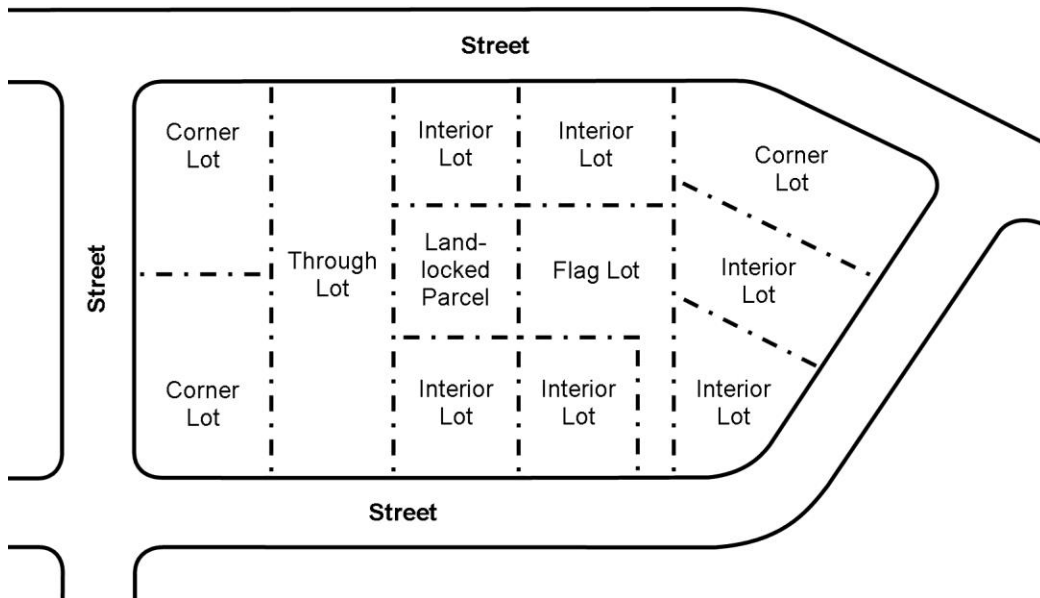 Street
Corner
Lot
Interior
Lot
Interior
Lot
Corner
Lot
Street
Through
Lot
Land-
locked
Parcel
Flag Lot
Interior
Lot
Corner
Lot
Interior
Lot
Interior
Lot
Interior
Lot
Street